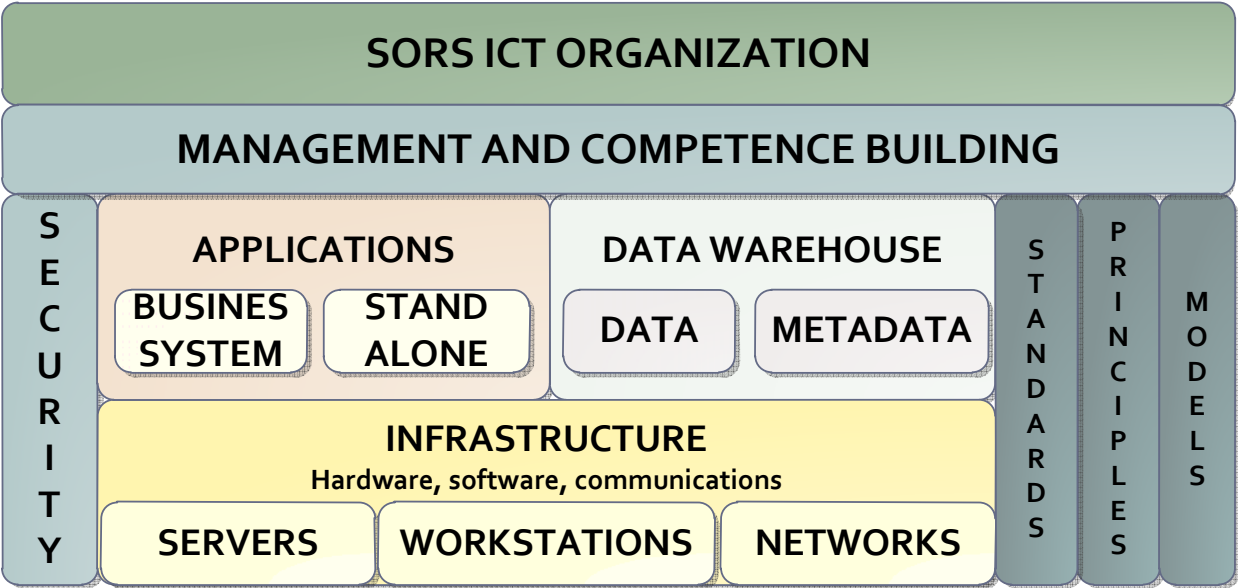 SORS ICT ORGANIZATION
MANAGEMENT AND COMPETENCE BUILDING
SECURITY
APPLICATIONS
BUSINES
SYSTEM
STAND
ALONE
DATA WAREHOUSE
DATA
METADATA
INFRASTRUCTURE
Hardware, software, communications
SERVERS
WORKSTATIONS
NETWORKS
STANDARDS
PRINCIPLES
MODELS